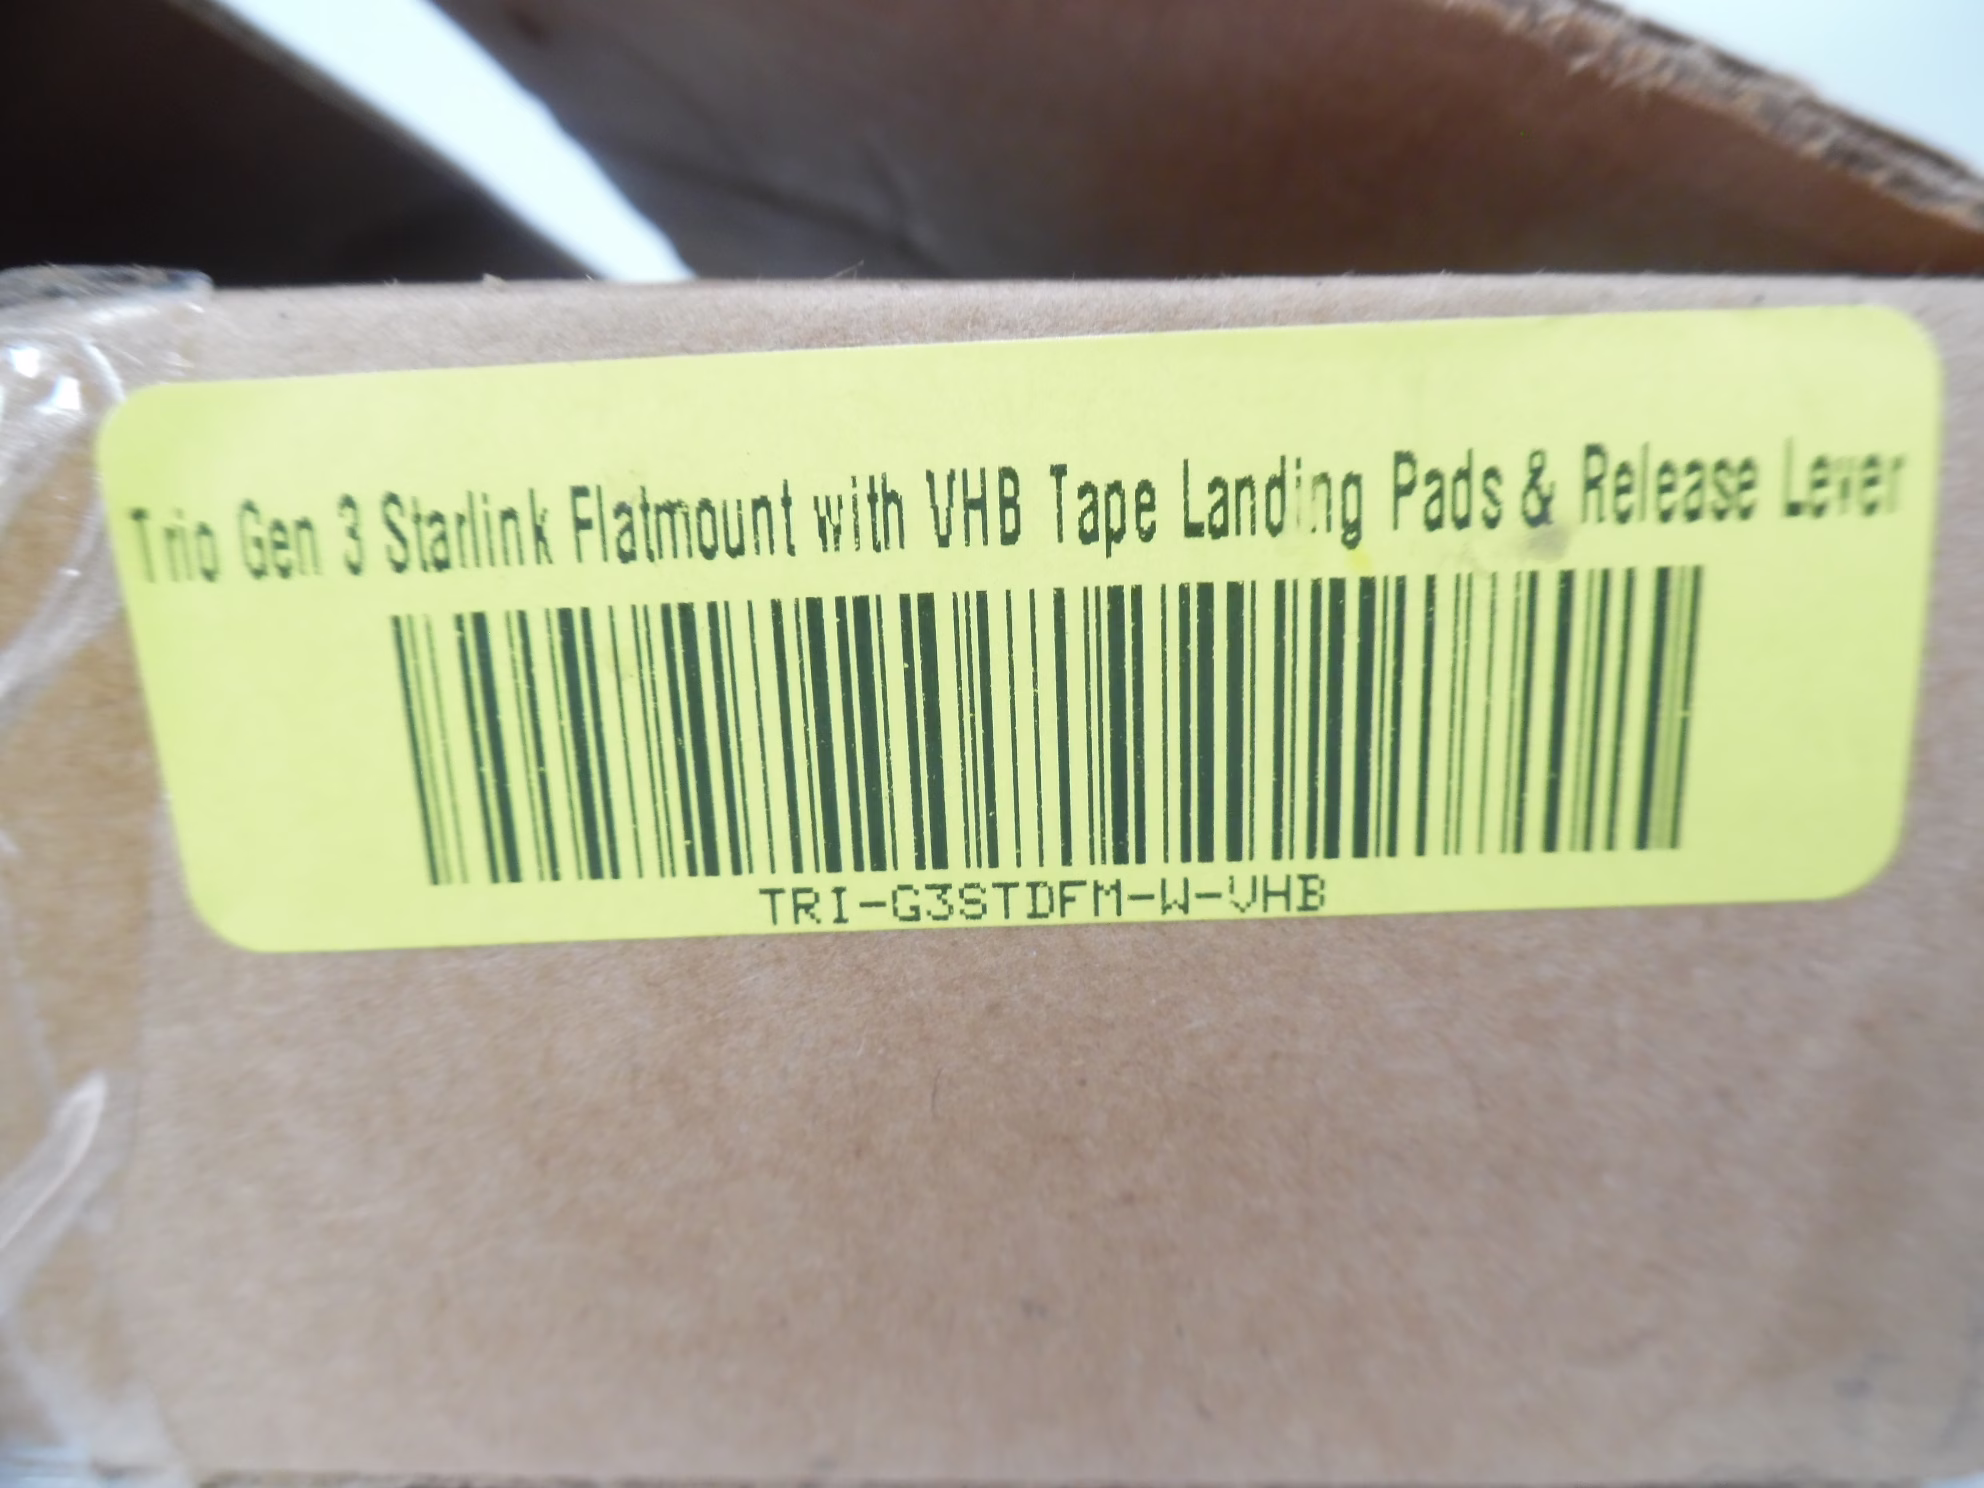 Trio Gen 3 Starlink Flatmount with VHB Tape Landing Pads & Release Lever
TRI-G3STDFM-W-VHB